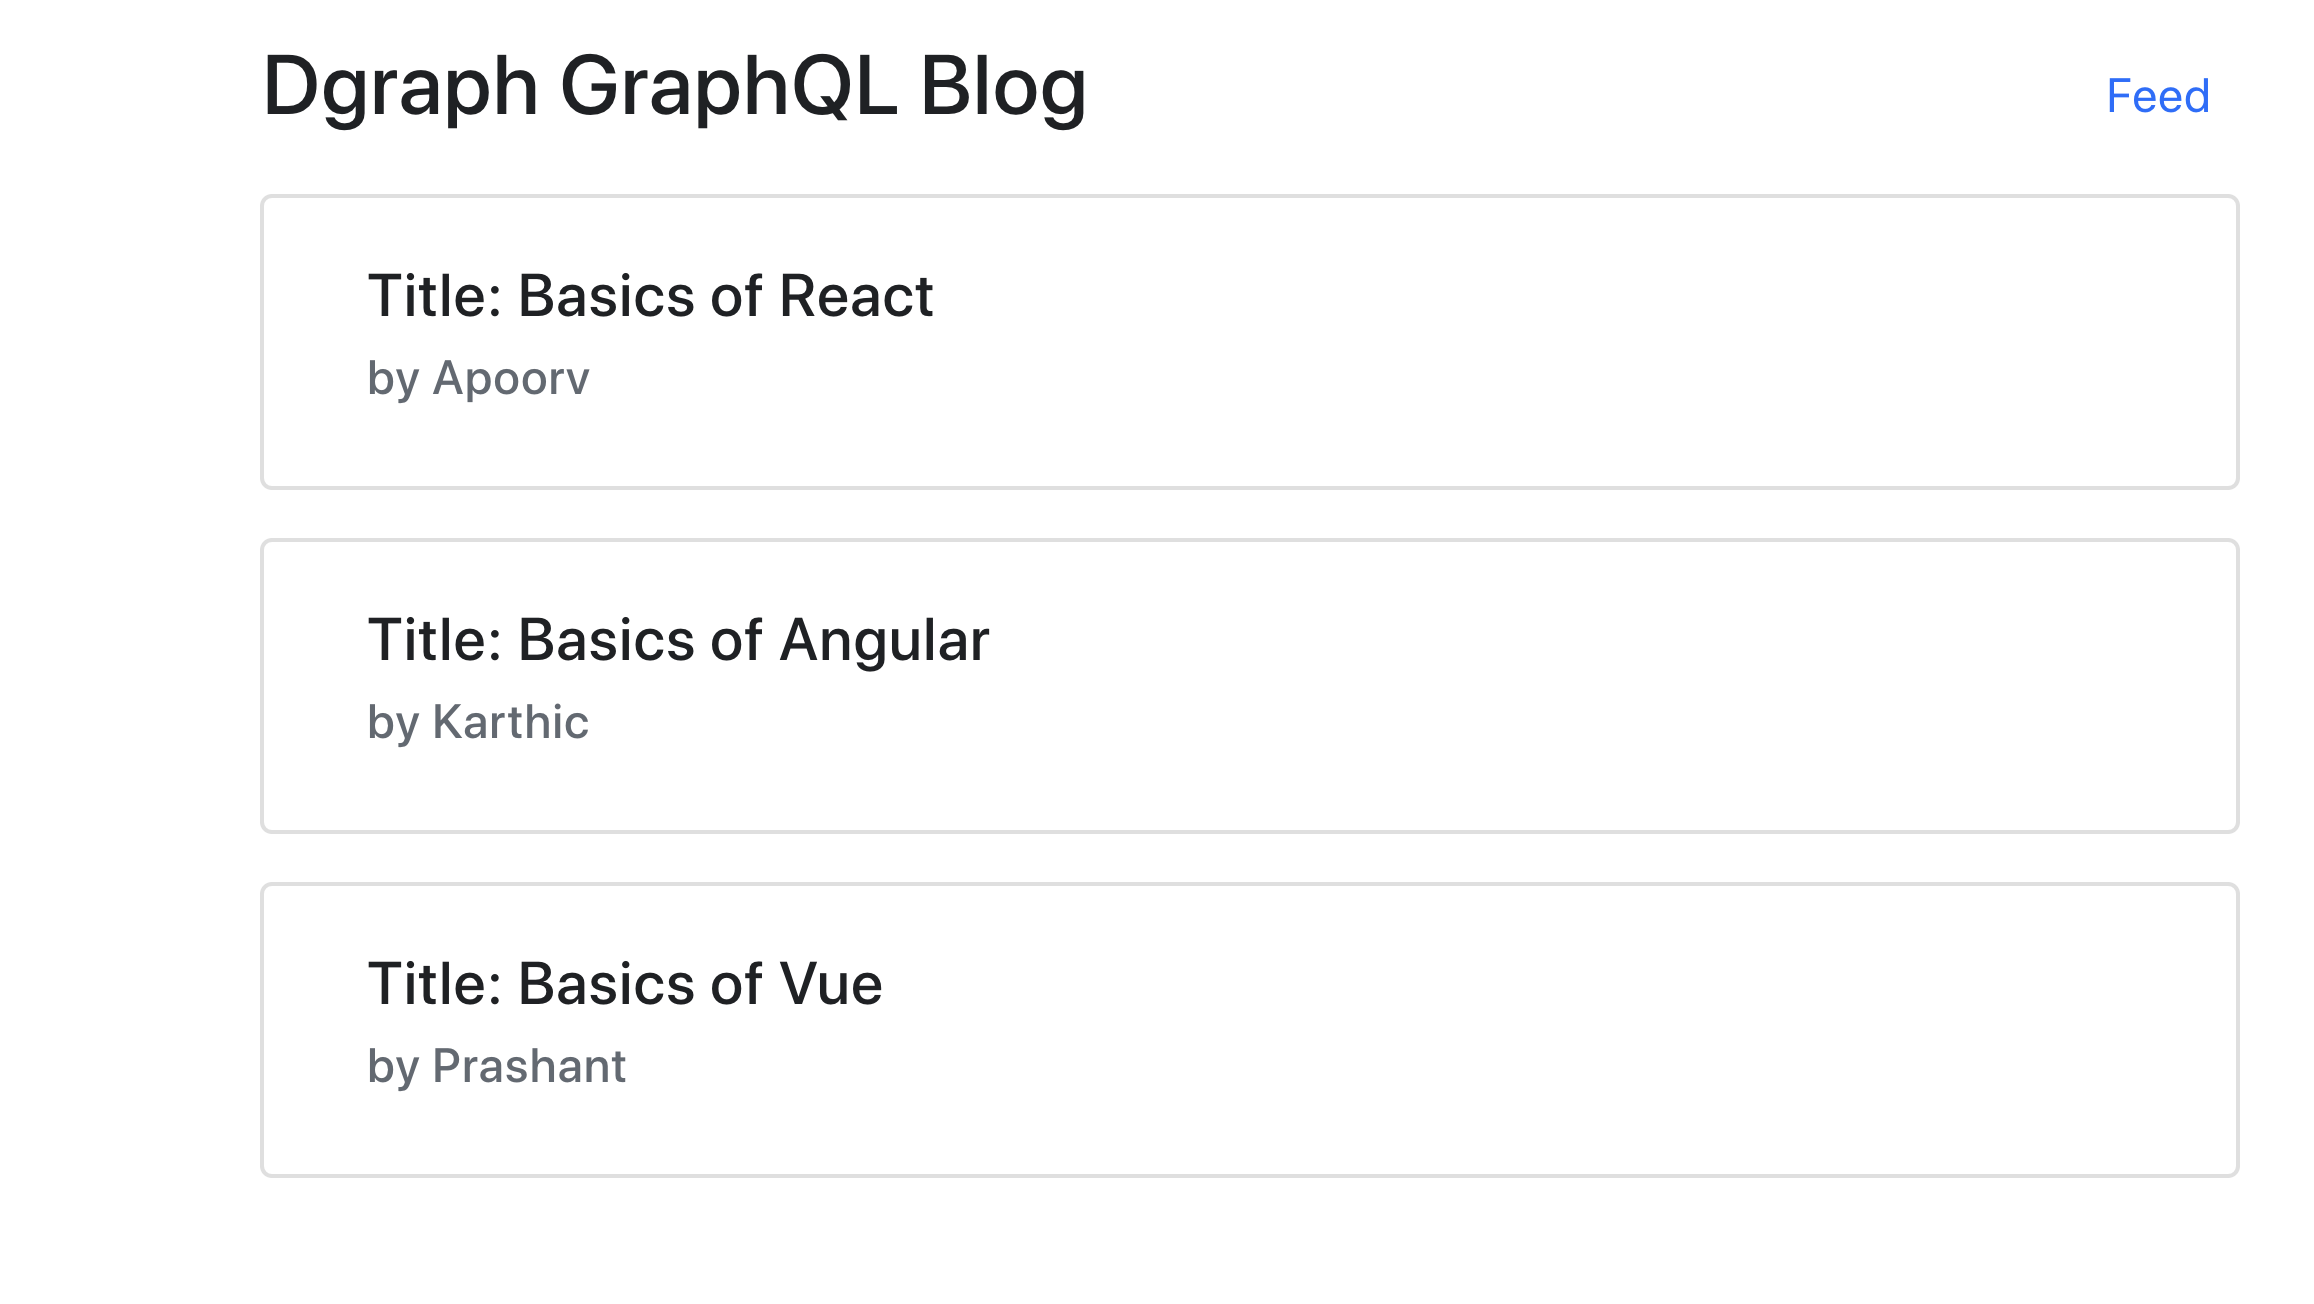 Dgraph GraphQL Blog
Feed
Title: Basics of React
by Apoorv
Title: Basics of Angular
by Karthic
Title: Basics of Vue
by Prashant